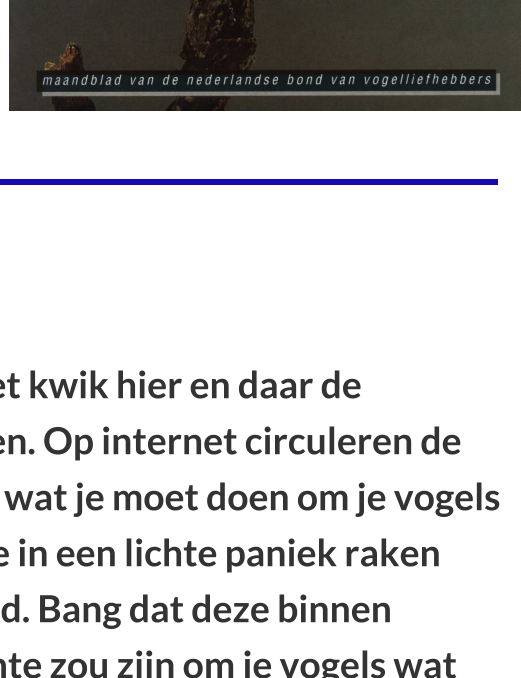 maandblad van de nederlandse bond van vogelliefhebbers
et kwik hier en daar de
en. Op internet circuleren de
wat je moet doen om je vogels
e in een lichte paniek raken
d. Bang dat deze binnen
nte zou zijn om je vogels wat